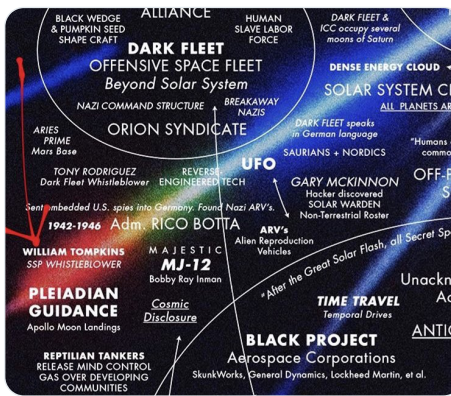 ALLIANCE
BLACK WEDGE
& PUMPKIN SEED
SHAPE CRAFT
HUMAN
SLAVE LABOR
FORCE
DARK FLEET &
ICC occupy several
moons of Saturn
DARK FLEET
OFFENSIVE SPACE FLEET
Beyond Solar System
DENSE ENERGY CLOUD
SOLAR SYSTEM
ALL PLANETS
NAZI COMMAND STRUCTURE
BREAKAWAY
NAZIS
ORION SYNDICATE
DARK FLEET speaks
in German language
ARIES
PRIME
Mars Base
SAURIANS + NORDICS
"Humans
UFO
TONY RODRIGUEZ
Dark Fleet Whistleblower
REVERSE-
ENGINEERED TECH
GARY MCKINNON
Hacker discovered
SOLAR WARDEN
Non-Terrestrial Roster
Sent embedded U.S. spies into Germany. Found Nazi ARV's.
1942-1946 Adm. RICO BOTTA
ARV's
Alien Reproduction
Vehicles
WILLIAM TOMPKINS
SSP WHISTLEBLOWER
MAJESTIC
MJ-12
Bobby Ray Inman
"After the Great Solar Flash, all Secret
PLEIADIAN
GUIDANCE
Apollo Moon Landings
Cosmic
Disclosure
TIME TRAVEL
Temporal Drives
BLACK PROJECT
Aerospace Corporations
SkunkWorks, General Dynamics, Lockheed Martin, et al.
REPTILIAN TANKERS
RELEASE MIND CONTROL
GAS OVER DEVELOPING
COMMUNITIES